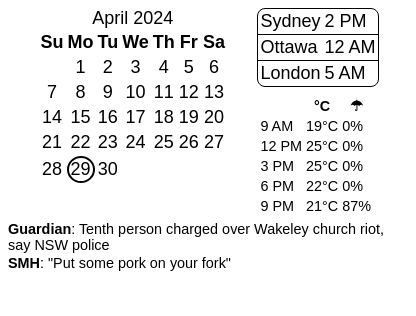 April 2024
Su Mo Tu We Th Fr Sa
1 2 3 4 5 6
7 8 9 10 11 12 13
14 15 16 17 18 19 20
21 22 23 24 25 26 27
28 29 30
Sydney 2 PM
Ottawa 12 AM
London 5 AM
°C ☂
9 AM 19°C 0%
12 PM 25°C 0%
3 PM 25°C 0%
6 PM 22°C 0%
9 PM 21°C 87%
Guardian: Tenth person charged over Wakeley church riot,
say NSW police
SMH: "Put some pork on your fork"